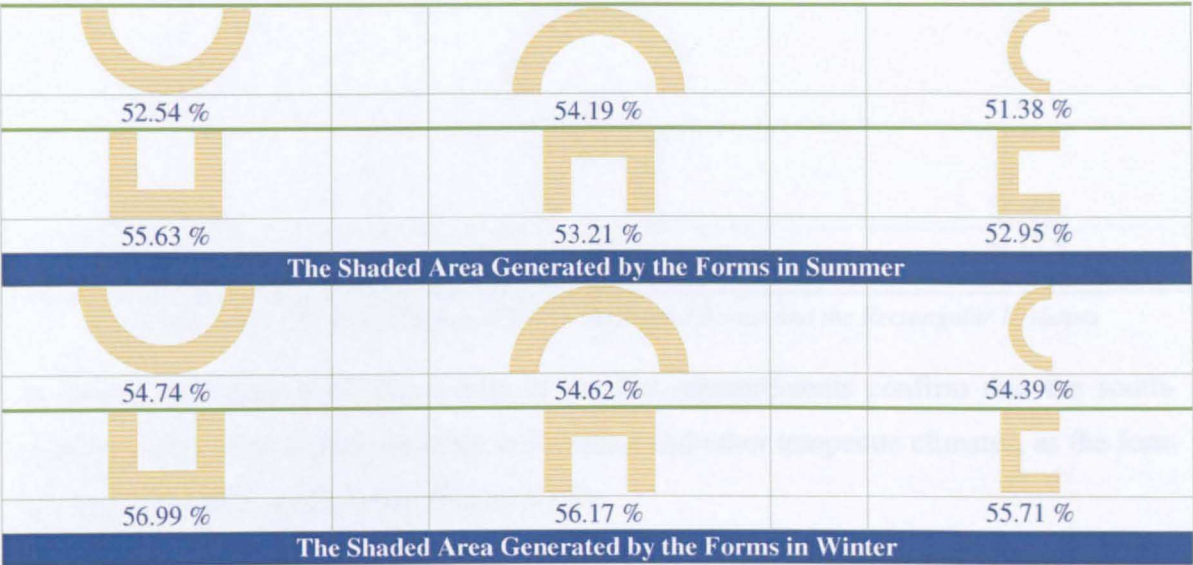 52.54 % 54.19 % 51.38 %
55.63 % 53.21 % 52.95 %
The Shaded Area Generated by the Forms in Summer
54.74 % 54.62 % 54.39 %
56.99 % 56.17 % 55.71 %
The Shaded Area Generated by the Forms in Winter